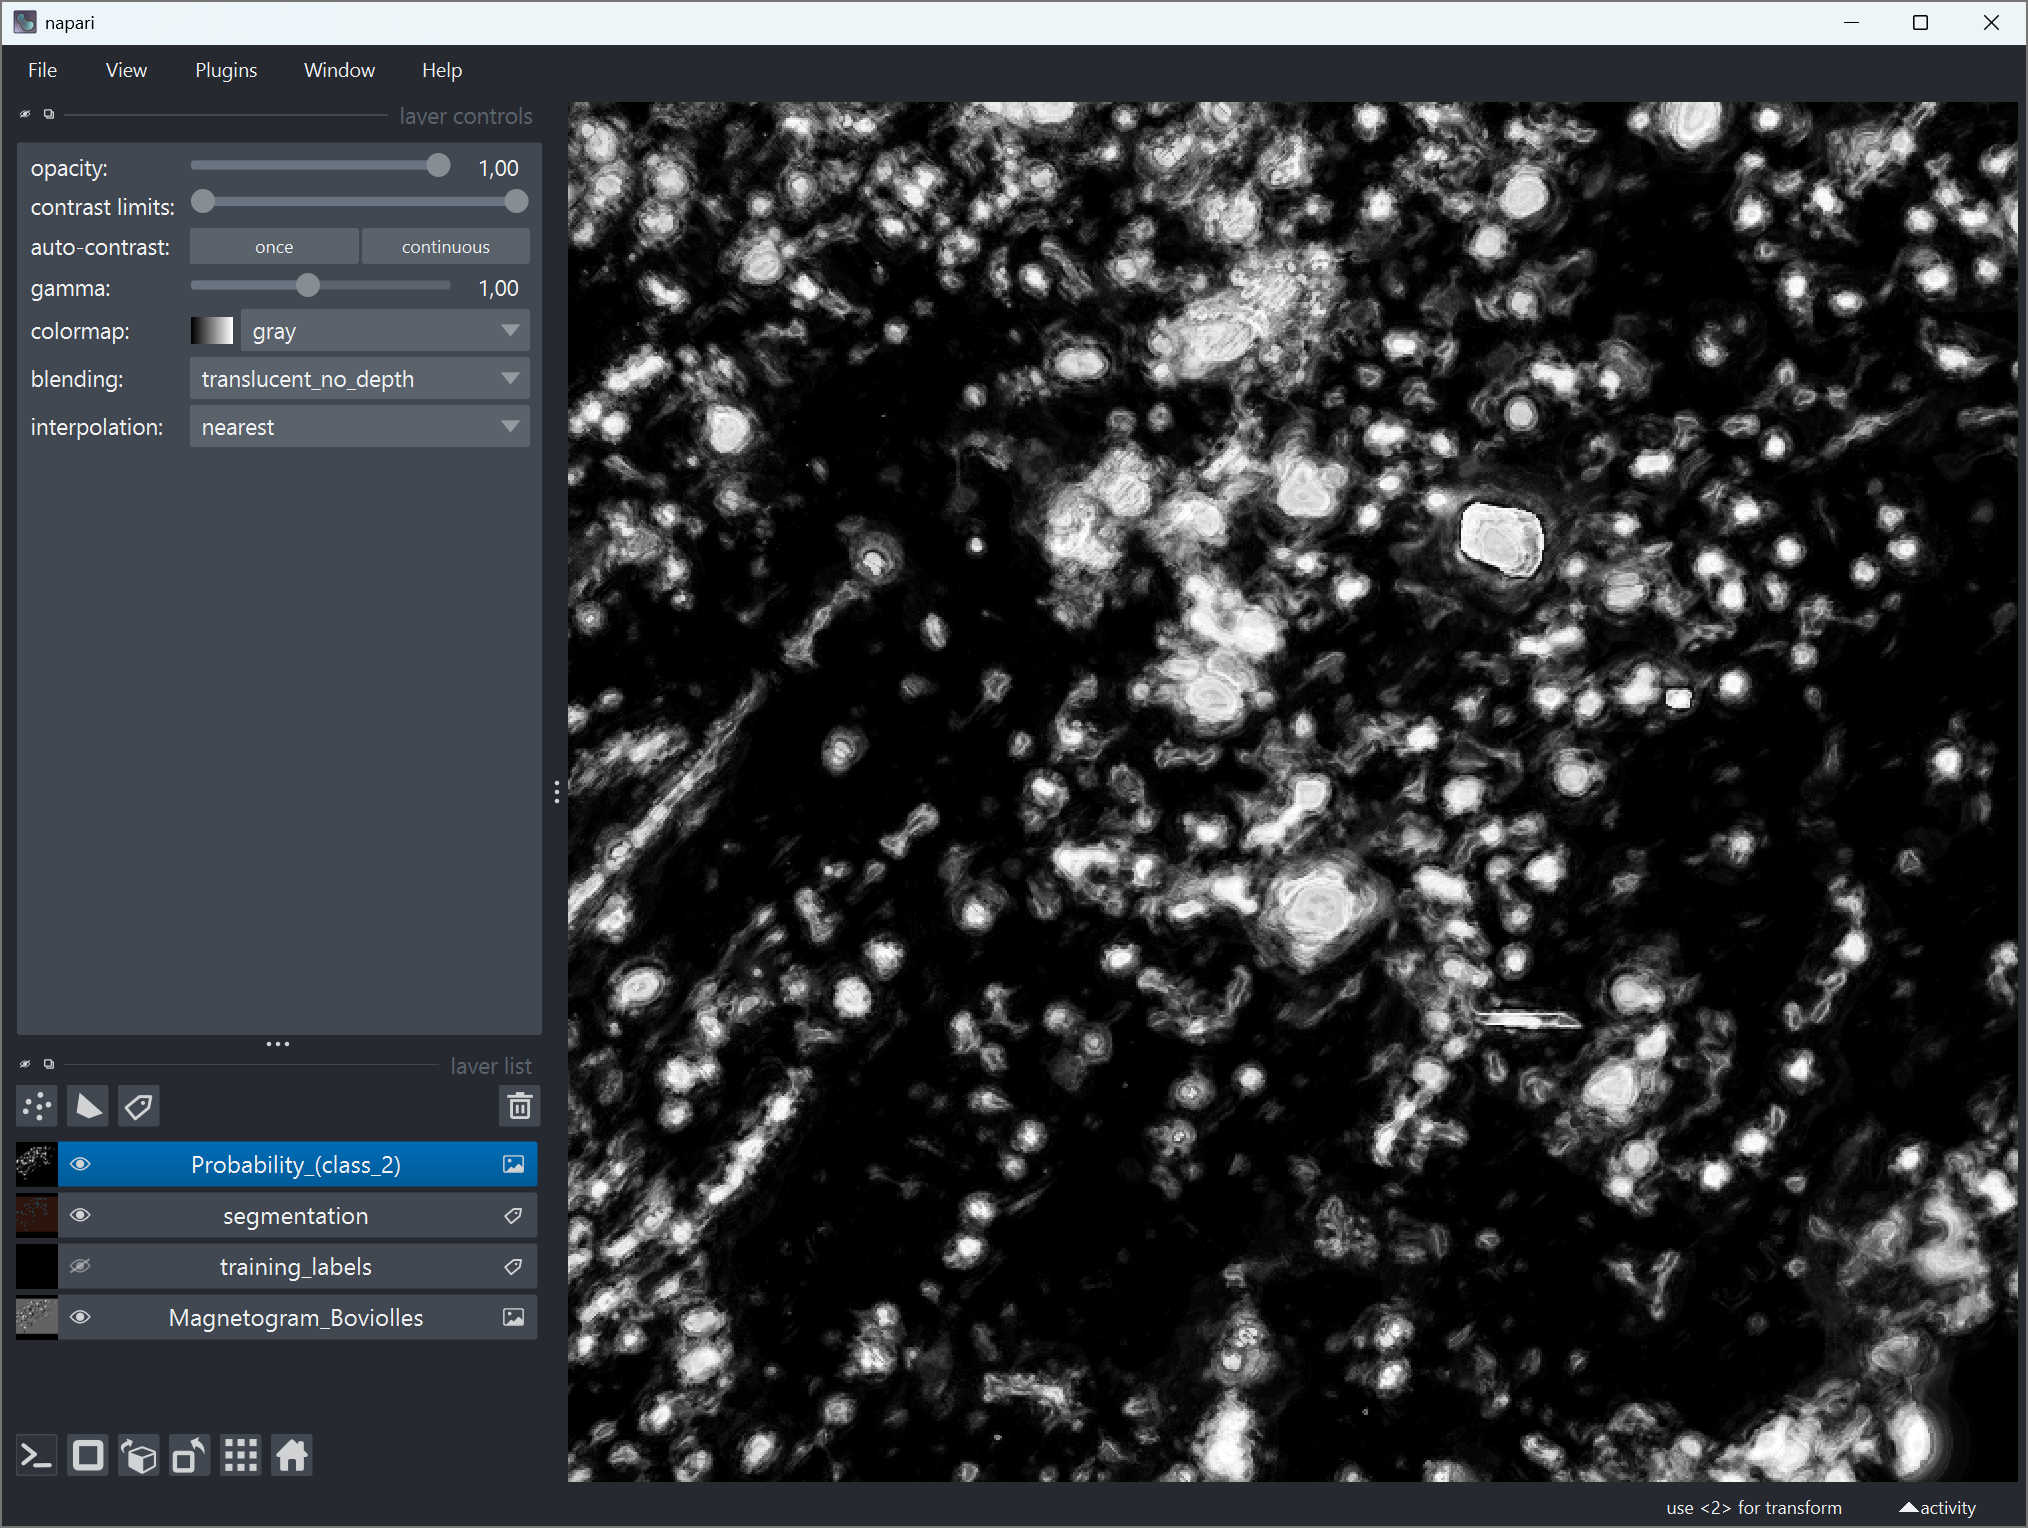 napari
File View Plugins Window Help
layer controls
opacity: 1,00
contrast limits:
auto-contrast: once continuous
gamma: 1,00
colormap: gray
blending: translucent_no_depth
interpolation: nearest
layer list
Probability_(class_2)
segmentation
training_labels
Magnetogram_Boviolles
use <2> for transform activity